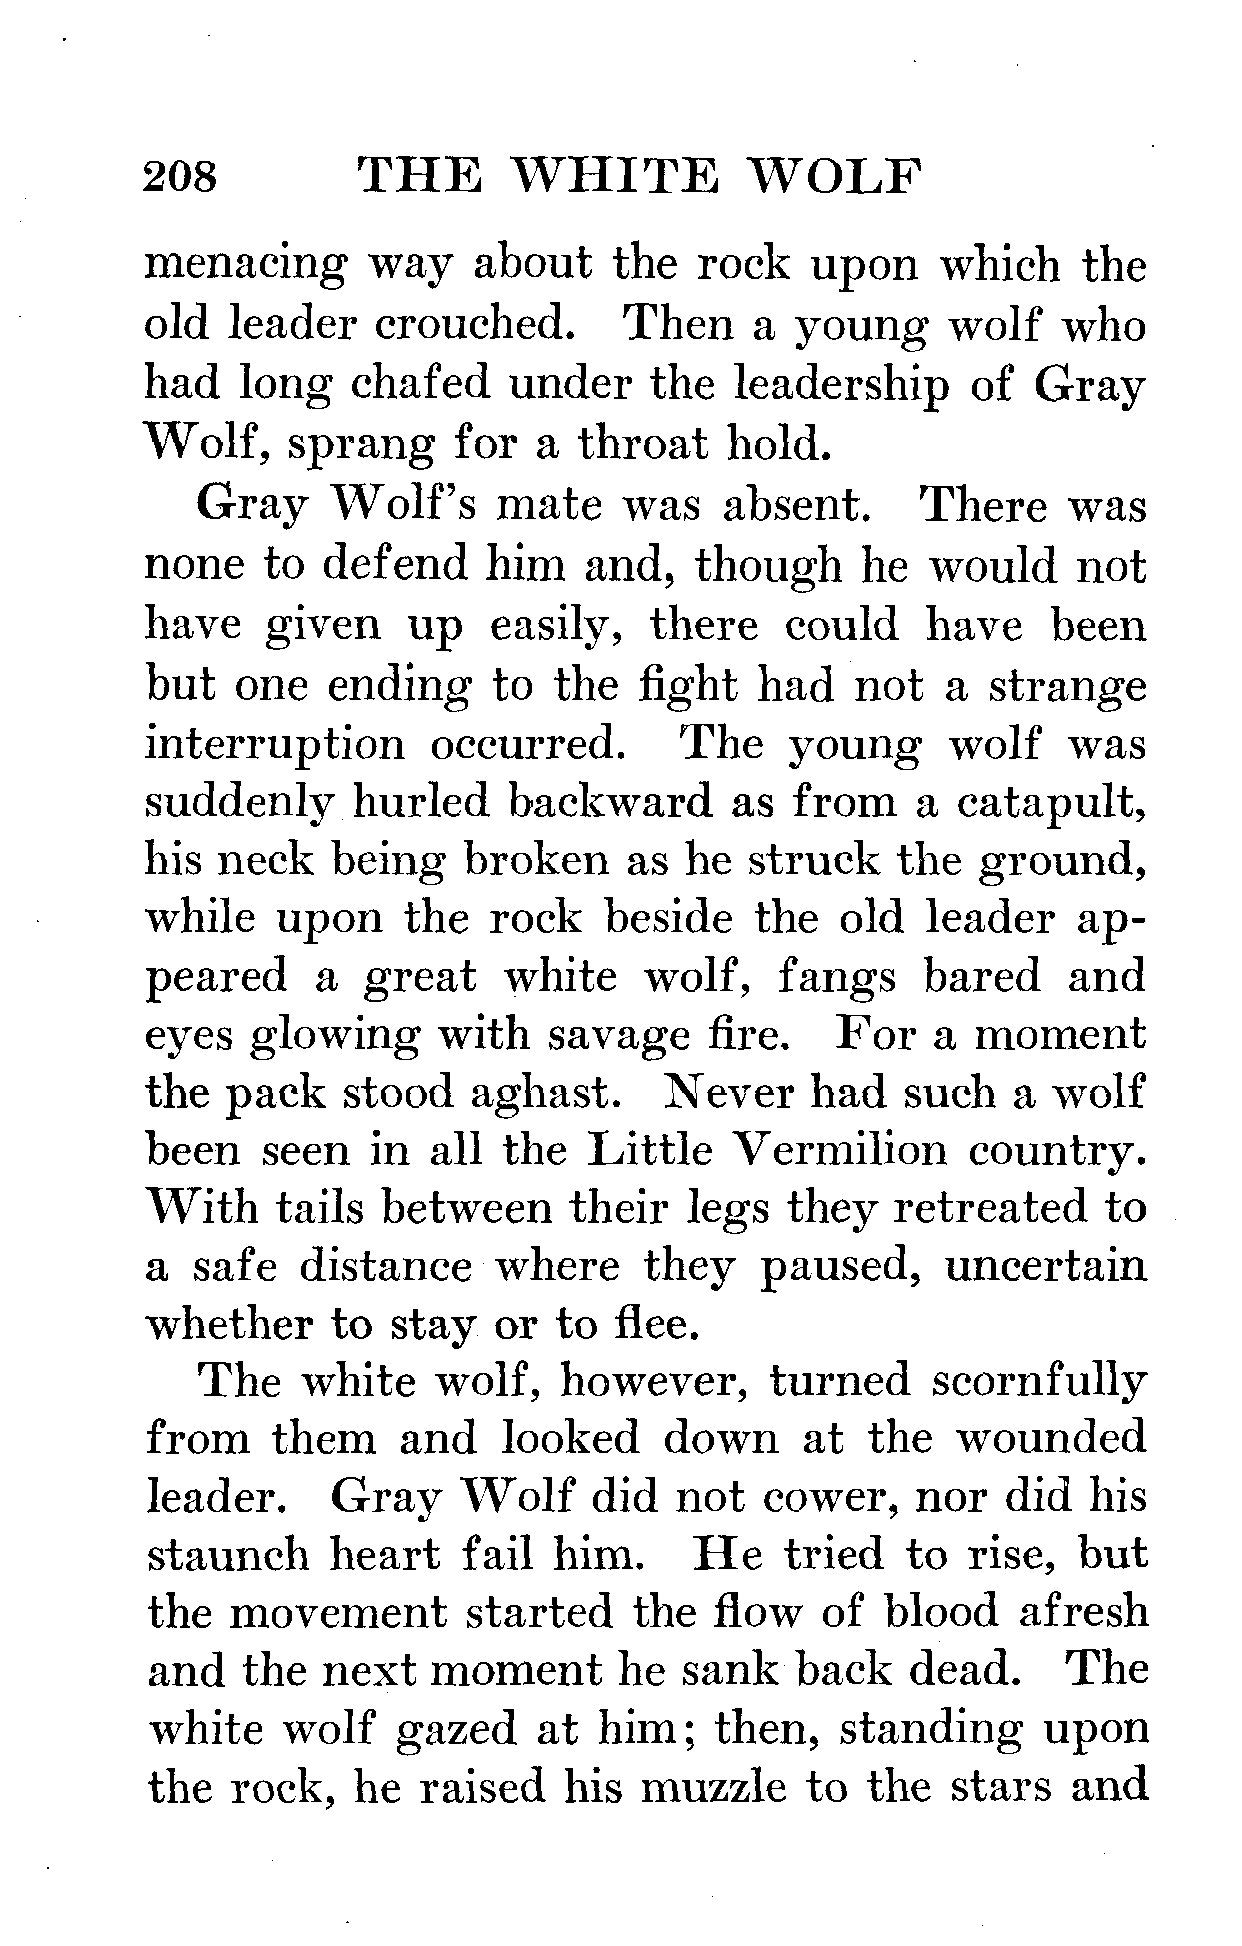 208 THE WHITE WOLF
menacing way about the rock upon which the
old leader crouched. Then a young wolf who
had long chafed under the leadership of Gray
Wolf, sprang for a throat hold.
Gray Wolf's mate was absent. There was
none to defend him and, though he would not
have given up easily, there could have been
but one ending to the fight had not a strange
interruption occurred. The young wolf was
suddenly hurled backward as from a catapult,
his neck being broken as he struck the ground,
while upon the rock beside the old leader ap-
peared a great white wolf, fangs bared and
eyes glowing with savage fire. For a moment
the pack stood aghast. Never had such a wolf
been seen in all the Little Vermilion country.
With tails between their legs they retreated to
a safe distance where they paused, uncertain
whether to stay or to flee.
The white wolf, however, turned scornfully
from them and looked down at the wounded
leader. Gray Wolf did not cower, nor did his
staunch heart fail him. He tried to rise, but
the movement started the flow of blood afresh
and the next moment he sank back dead. The
white wolf gazed at him; then, standing upon
the rock, he raised his muzzle to the stars and